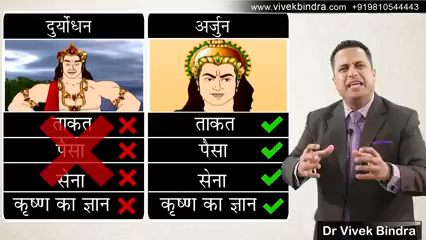 www.vivekbindra.com +919810544443
दुर्योधन अर्जुन
ताकत ताकत
पैसा पैसा
सेना सेना
कृष्ण का ज्ञान कृष्ण का ज्ञान
Dr Vivek Bindra